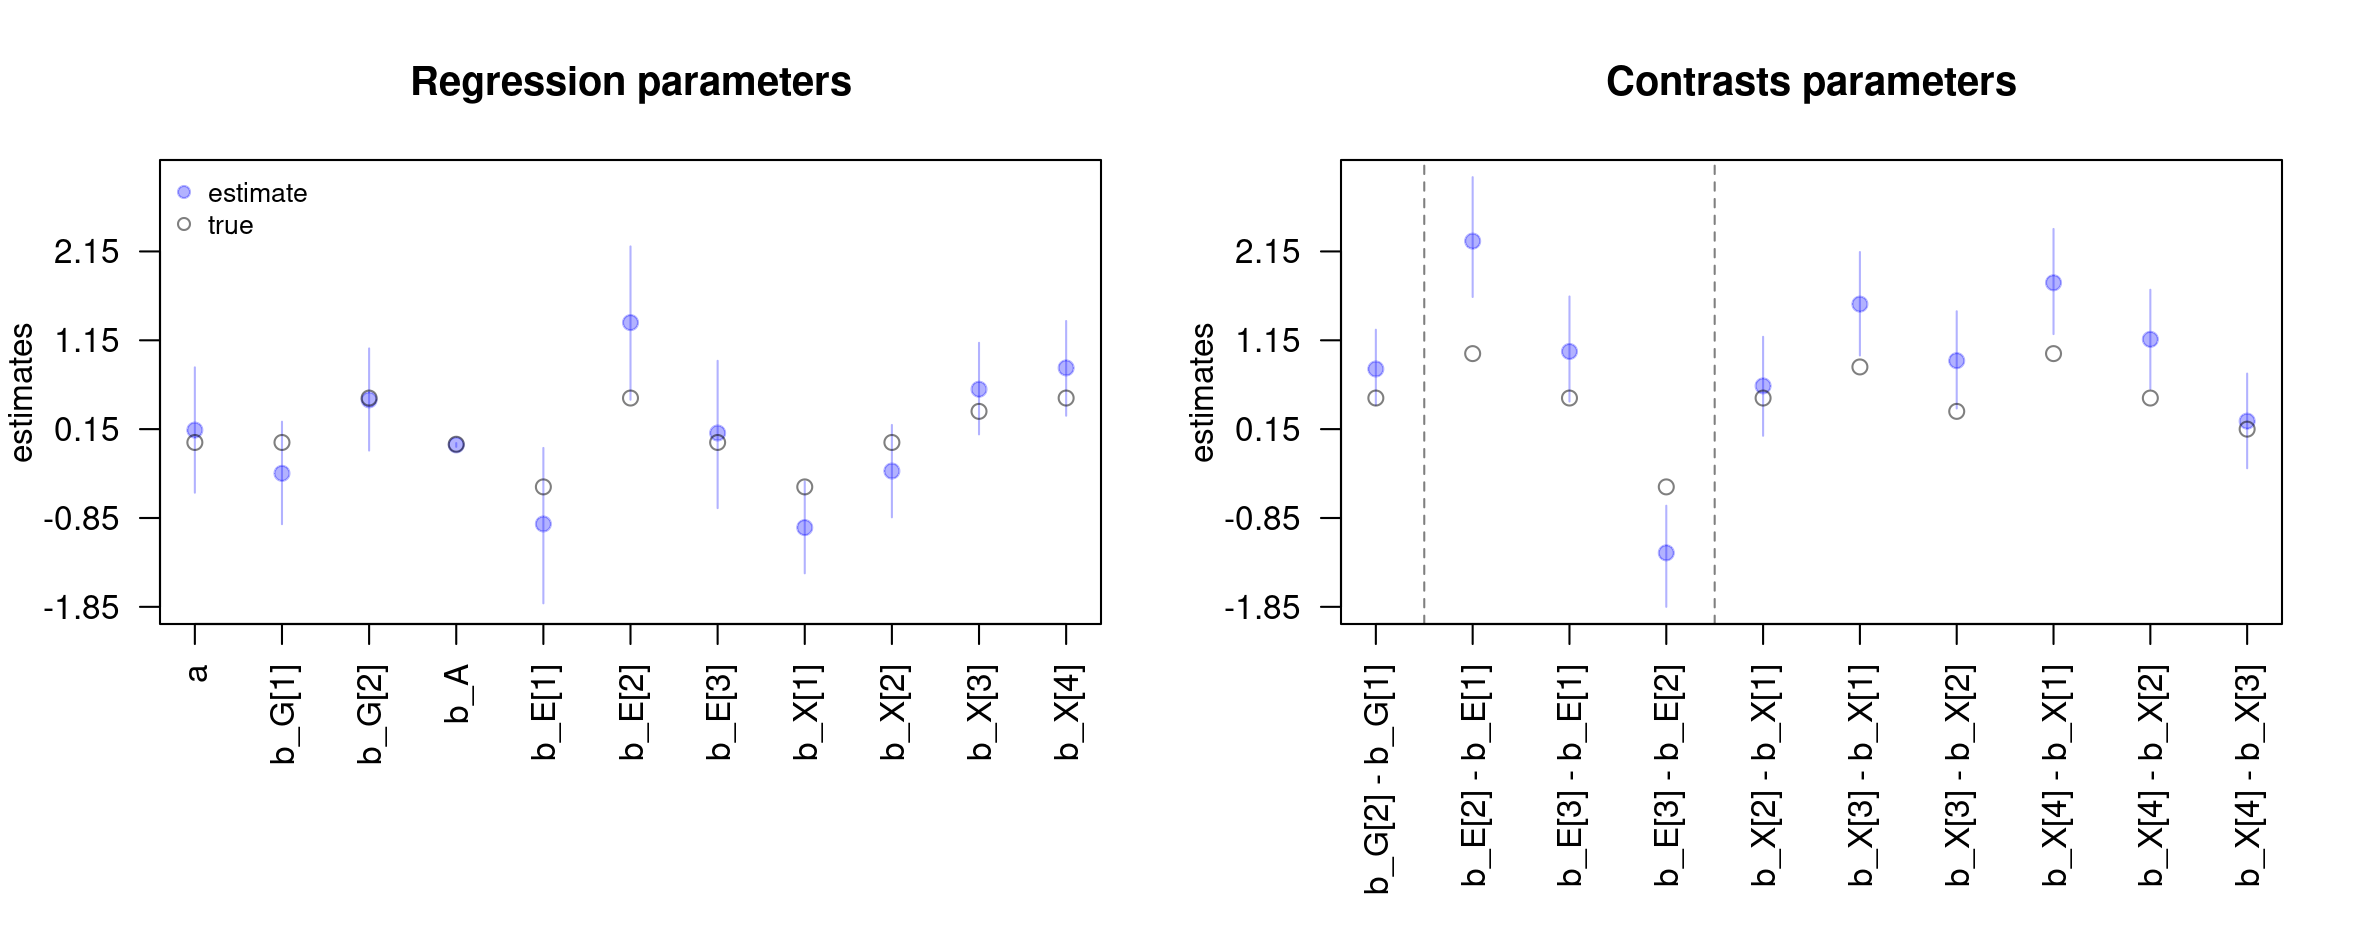 Regression parameters
estimates
2.15
1.15
0.15
-0.85
-1.85
estimate
true
a
b_G[1]
b_G[2]
b_A
b_E[1]
b_E[2]
b_E[3]
b_X[1]
b_X[2]
b_X[3]
b_X[4]
Contrasts parameters
estimates
2.15
1.15
0.15
-0.85
-1.85
b_G[2] - b_G[1]
b_E[2] - b_E[1]
b_E[3] - b_E[1]
b_E[3] - b_E[2]
b_X[2] - b_X[1]
b_X[3] - b_X[1]
b_X[3] - b_X[2]
b_X[4] - b_X[1]
b_X[4] - b_X[2]
b_X[4] - b_X[3]